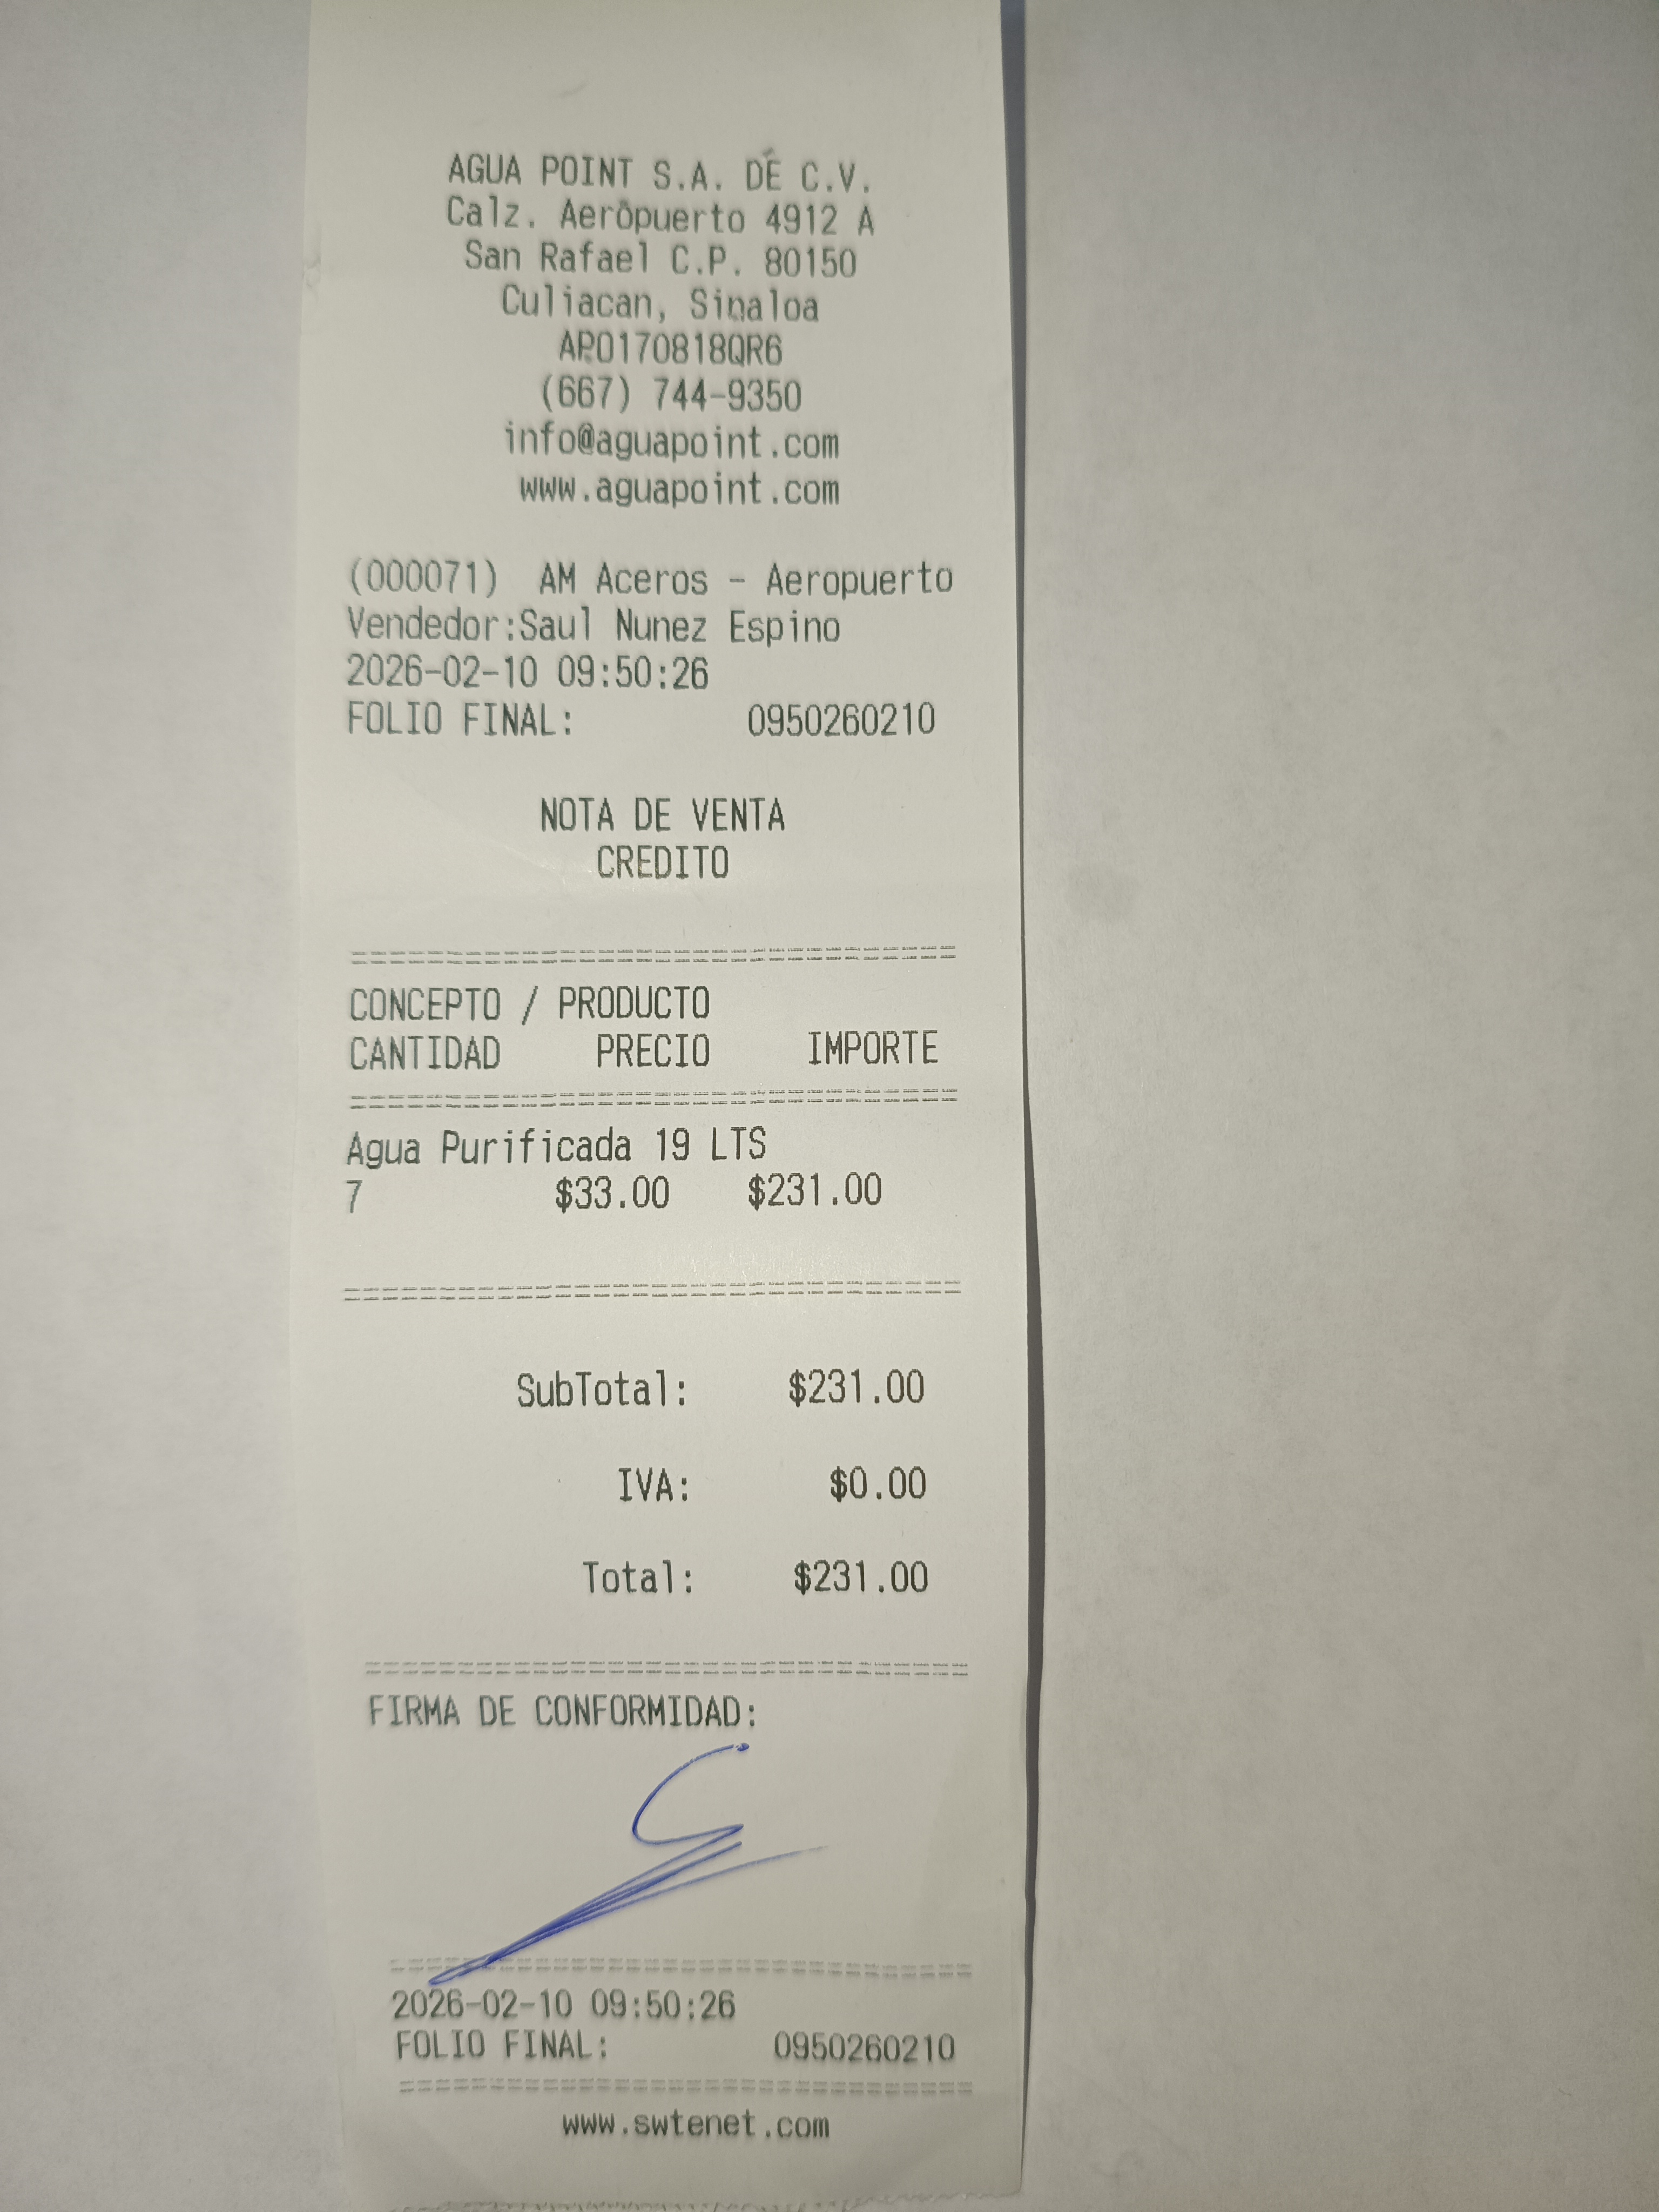 AGUA POINT S.A. DE C.V.
Calz. Aeropuerto 4912 A
San Rafael C.P. 80150
Culiacan, Sinaloa
APO170818QR6
(667) 744-9350
info@aguapoint.com
www.aguapoint.com
(000071) AM Aceros - Aeropuerto
Vendedor:Saul Nunez Espino
2026-02-10 09:50:26
FOLIO FINAL: 0950260210
NOTA DE VENTA
CREDITO
CONCEPTO / PRODUCTO
CANTIDAD PRECIO IMPORTE
Agua Purificada 19 LTS
7 $33.00 $231.00
SubTotal: $231.00
IVA: $0.00
Total: $231.00
FIRMA DE CONFORMIDAD:
2026-02-10 09:50:26
FOLIO FINAL: 0950260210
www.swtenet.com